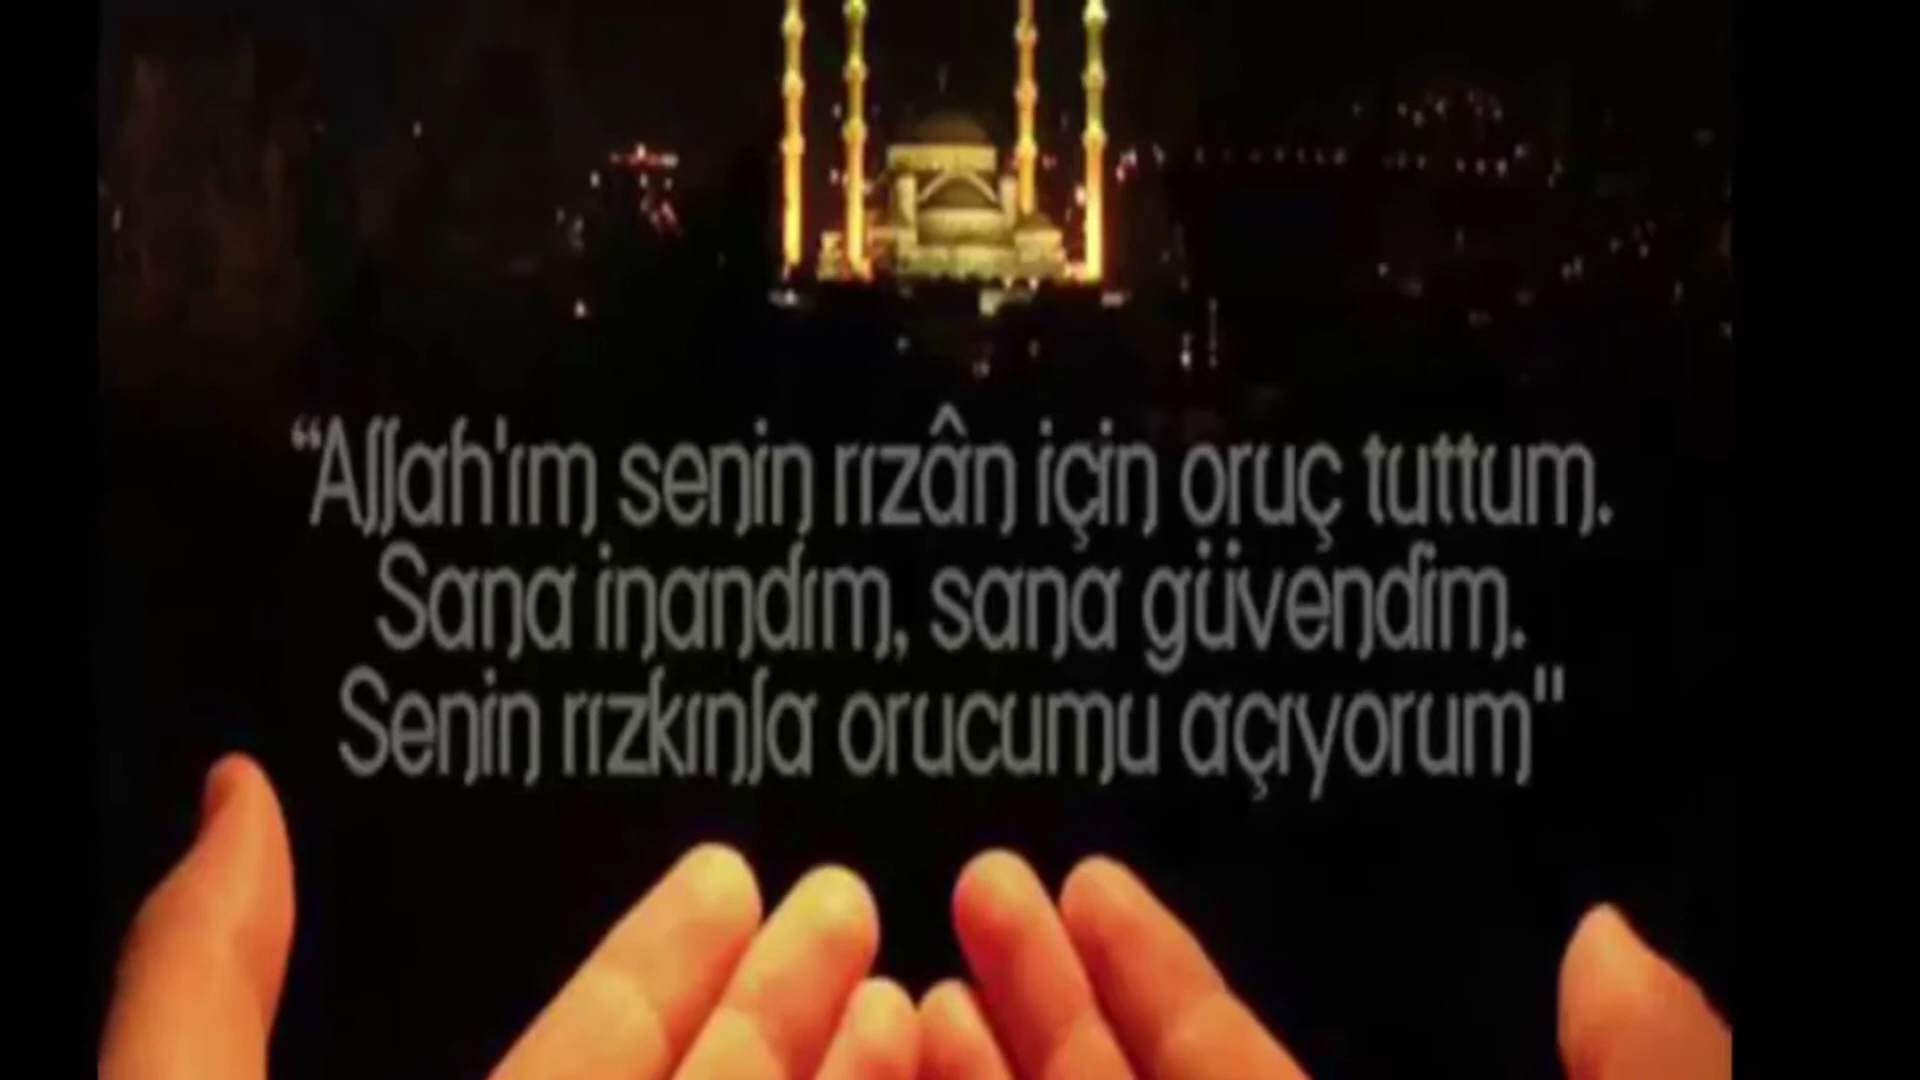 “Allah'ım senin rızân için oruç tuttum.
Sana inandım, sana güvendim.
Senin rızkınla orucumu açıyorum"